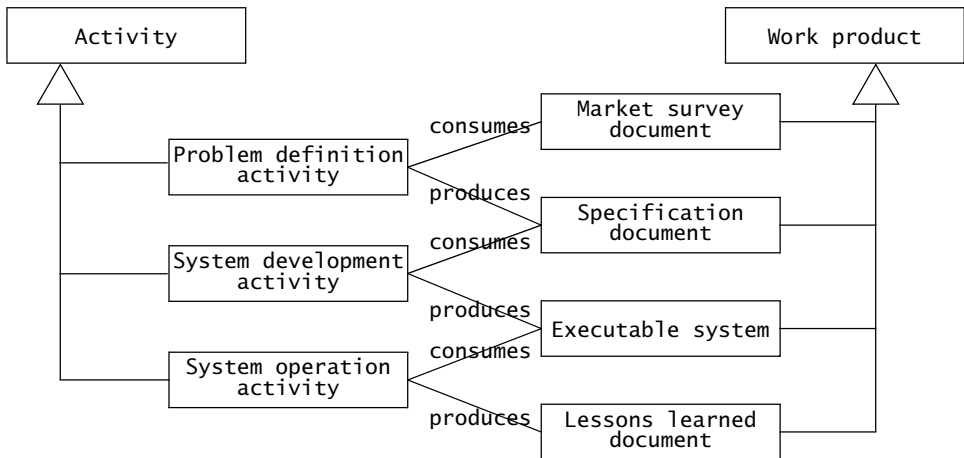 Activity
Work product
Market survey
document
consumes
Problem definition
activity
produces
Specification
document
consumes
System development
activity
produces
Executable system
consumes
System operation
activity
produces
Lessons learned
document